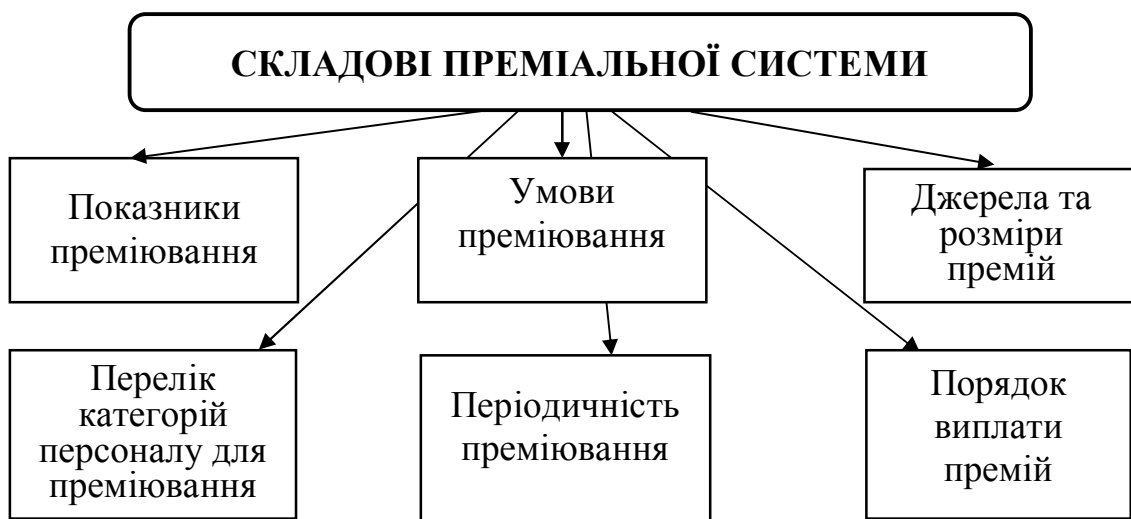 СКЛАДОВІ ПРЕМІАЛЬНОЇ СИСТЕМИ
Показники
преміювання
Умови
преміювання
Джерела та
розміри
премій
Перелік
категорій
персоналу для
преміювання
Періодичність
преміювання
Порядок
виплати
премій